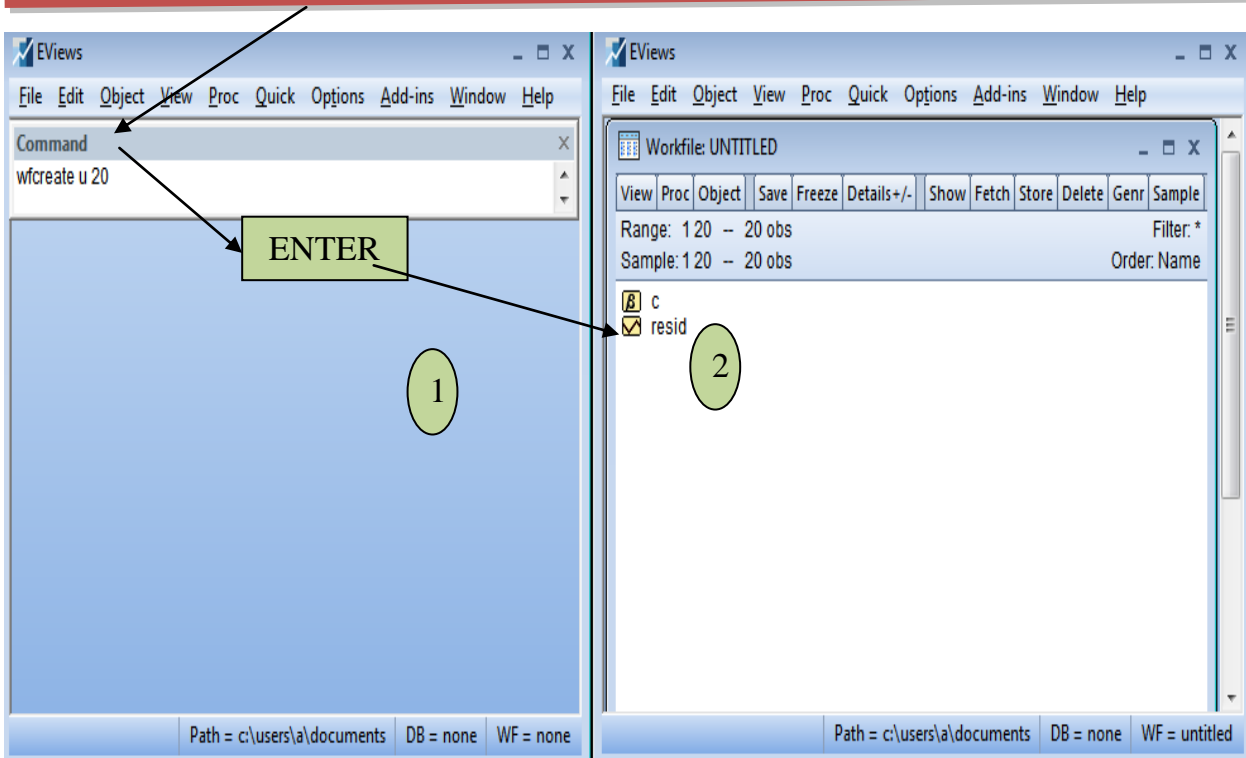 EViews
File Edit Object View Proc Quick Options Add-ins Window Help
Command
wfcreate u 20
ENTER
1
Path = c:\users\a\documents DB = none WF = none
EViews
File Edit Object View Proc Quick Options Add-ins Window Help
Workfile: UNTITLED
View Proc Object Save Freeze Details+/- Show Fetch Store Delete Genr Sample
Range: 1 20 -- 20 obs Filter: *
Sample: 1 20 -- 20 obs Order: Name
β c
resid
2
Path = c:\users\a\documents DB = none WF = untitled